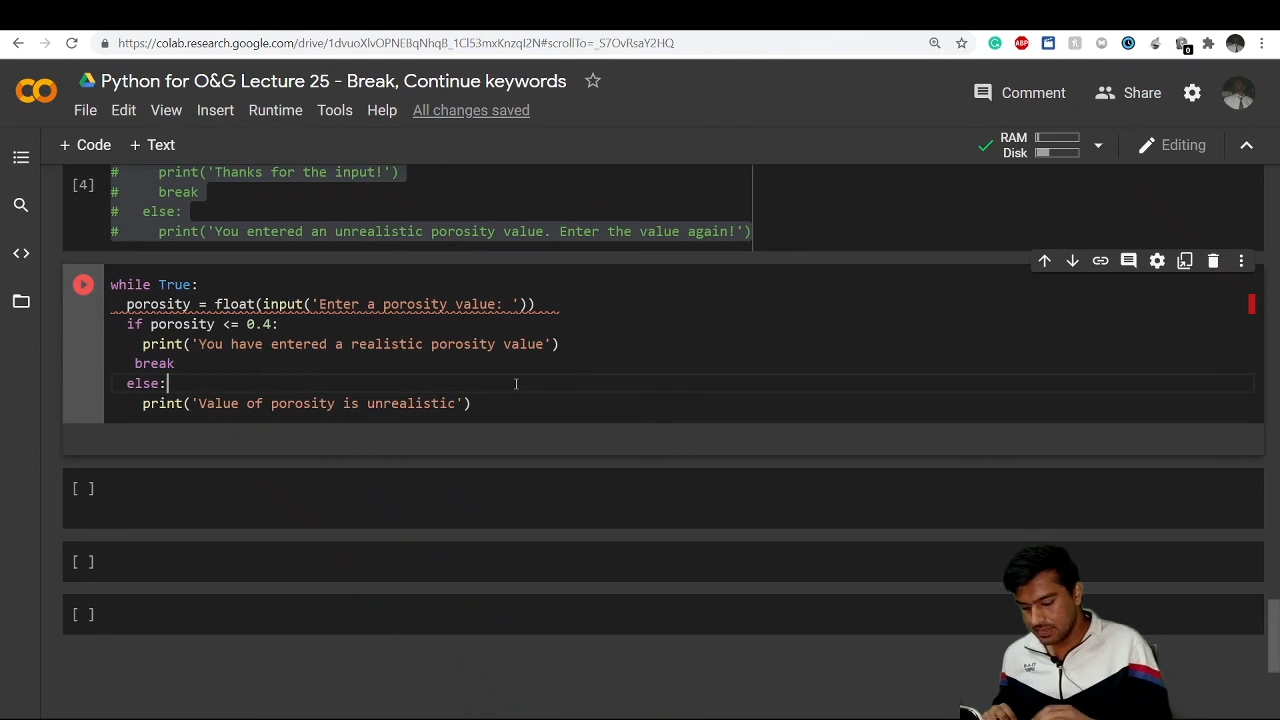 https://colab.research.google.com/drive/1dvuoXlvOPNEBqNhqB_1Cl53mxKnzqI2N#scrollTo=_S7OvRsaY2HQ
Python for O&G Lecture 25 - Break, Continue keywords
File Edit View Insert Runtime Tools Help All changes saved
Comment Share
+ Code + Text
RAM
Disk
Editing
# print('Thanks for the input!')
[4]
# break
# else:
# print('You entered an unrealistic porosity value. Enter the value again!')
while True:
porosity = float(input('Enter a porosity value: '))
if porosity <= 0.4:
print('You have entered a realistic porosity value')
break
else:
print('Value of porosity is unrealistic')
[ ]
[ ]
[ ]